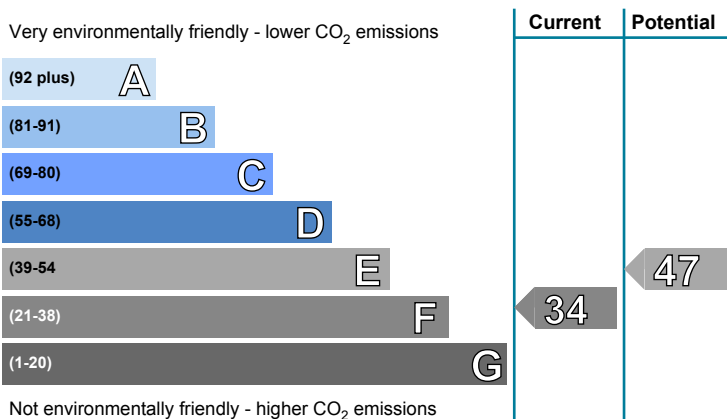 Current Potential
Very environmentally friendly - lower CO2 emissions
(92 plus) A
(81-91) B
(69-80) C
(55-68) D
(39-54 E
47
(21-38) F
34
(1-20) G
Not environmentally friendly - higher CO2 emissions